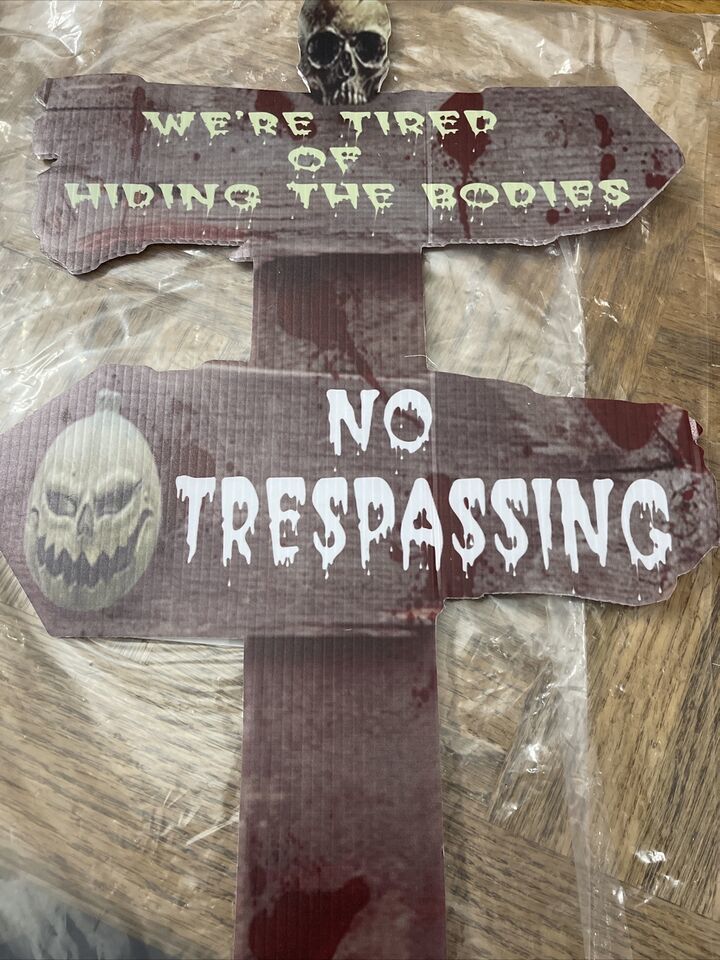 WE'RE TIRED
OF
HIDING THE BODIES
NO
TRESPASSING